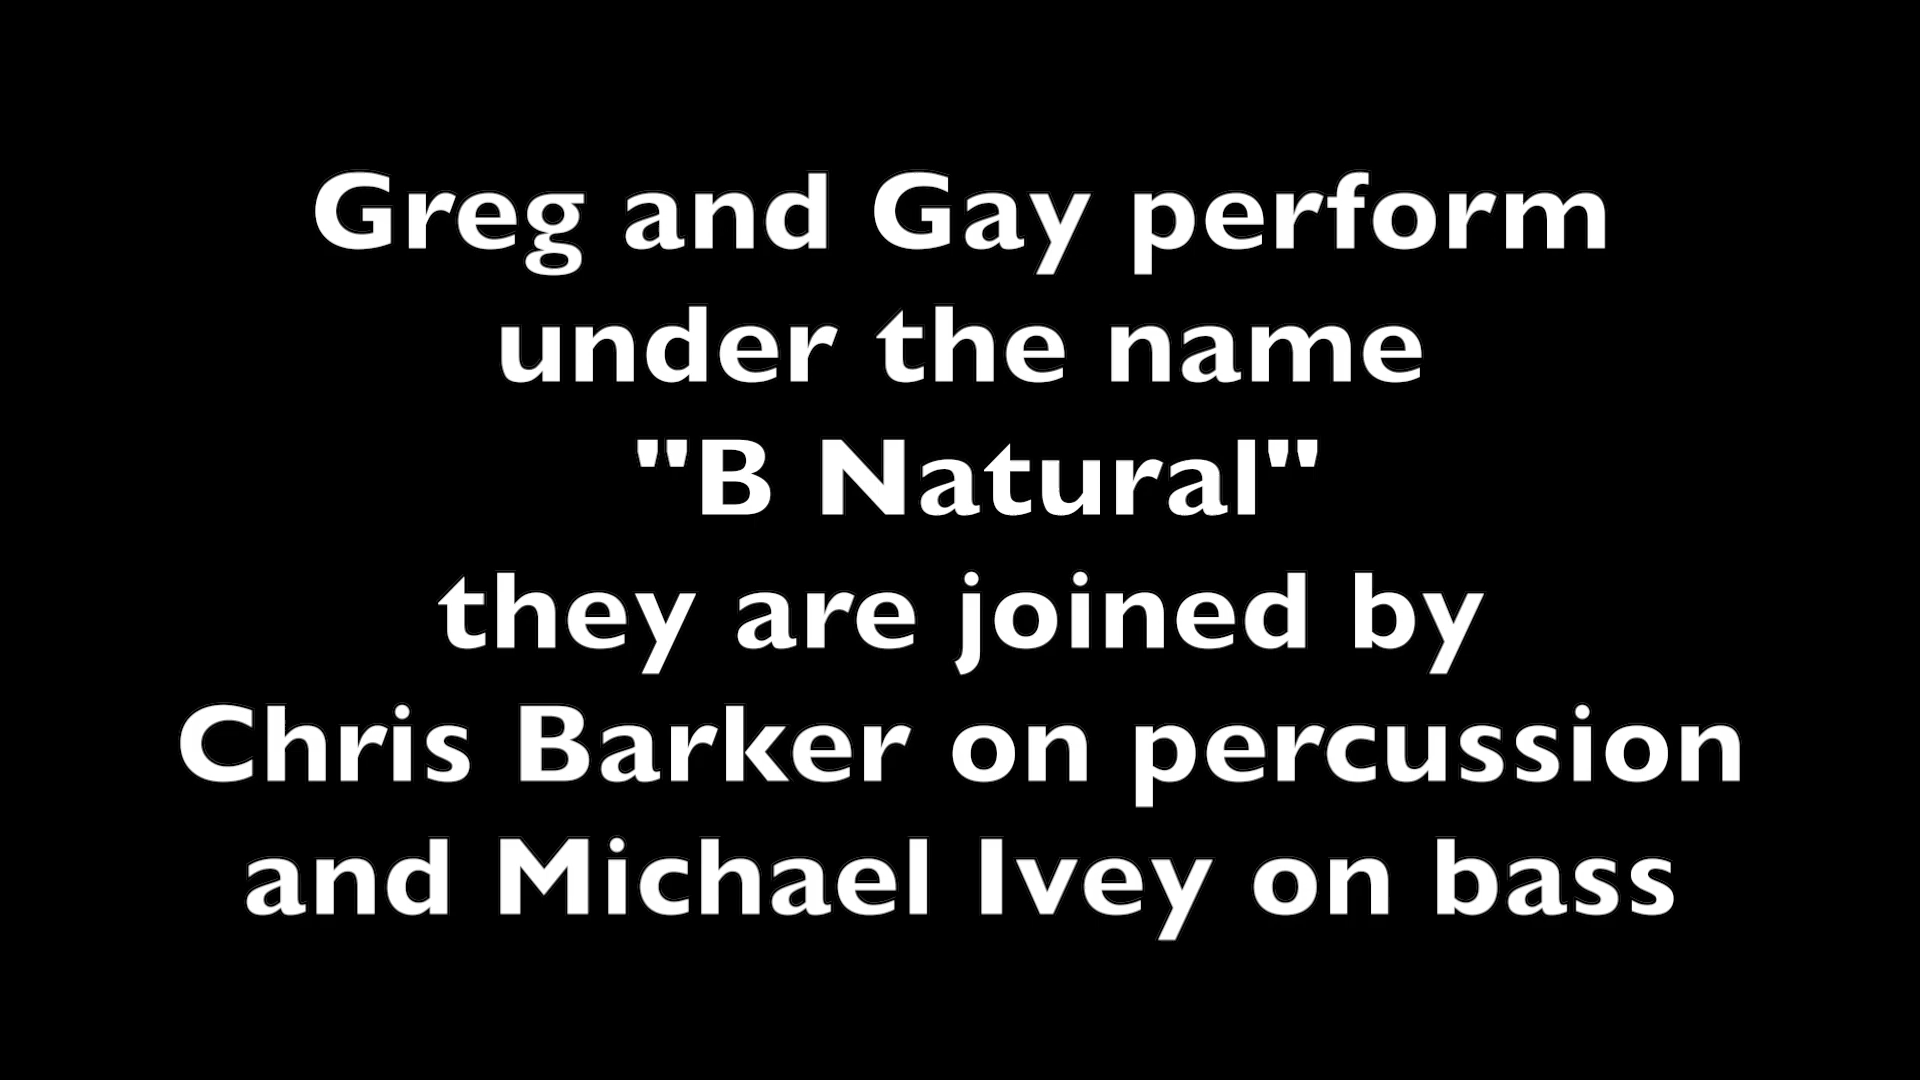 Greg and Gay perform
under the name
"B Natural"
they are joined by
Chris Barker on percussion
and Michael Ivey on bass